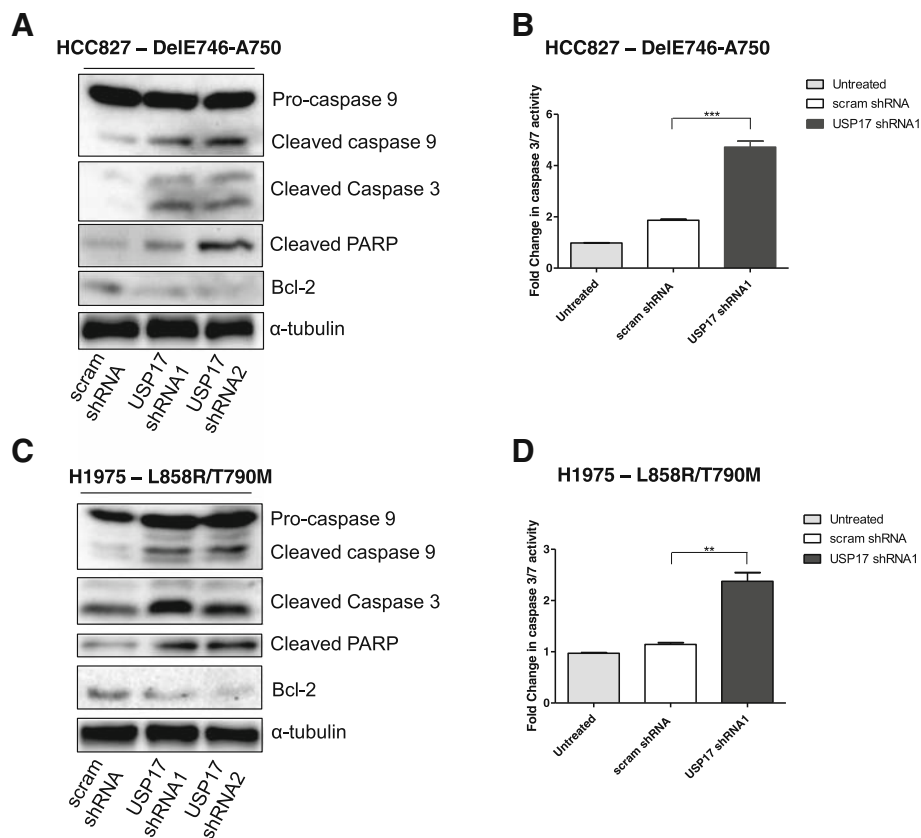 A
HCC827 – DelE746-A750
Pro-caspase 9
Cleaved caspase 9
Cleaved Caspase 3
Cleaved PARP
Bcl-2
α-tubulin
scram
shRNA
USP17
shRNA1
USP17
shRNA2
B
HCC827 – DelE746-A750
Fold Change in caspase 3/7 activity
6
4
2
0
***
Untreated
scram shRNA
USP17 shRNA1
Untreated
scram shRNA
USP17 shRNA1
C
H1975 – L858R/T790M
Pro-caspase 9
Cleaved caspase 9
Cleaved Caspase 3
Cleaved PARP
Bcl-2
α-tubulin
scram
shRNA
USP17
shRNA1
USP17
shRNA2
D
H1975 – L858R/T790M
Fold Change in caspase 3/7 activity
3
2
1
0
**
Untreated
scram shRNA
USP17 shRNA1
Untreated
scram shRNA
USP17 shRNA1